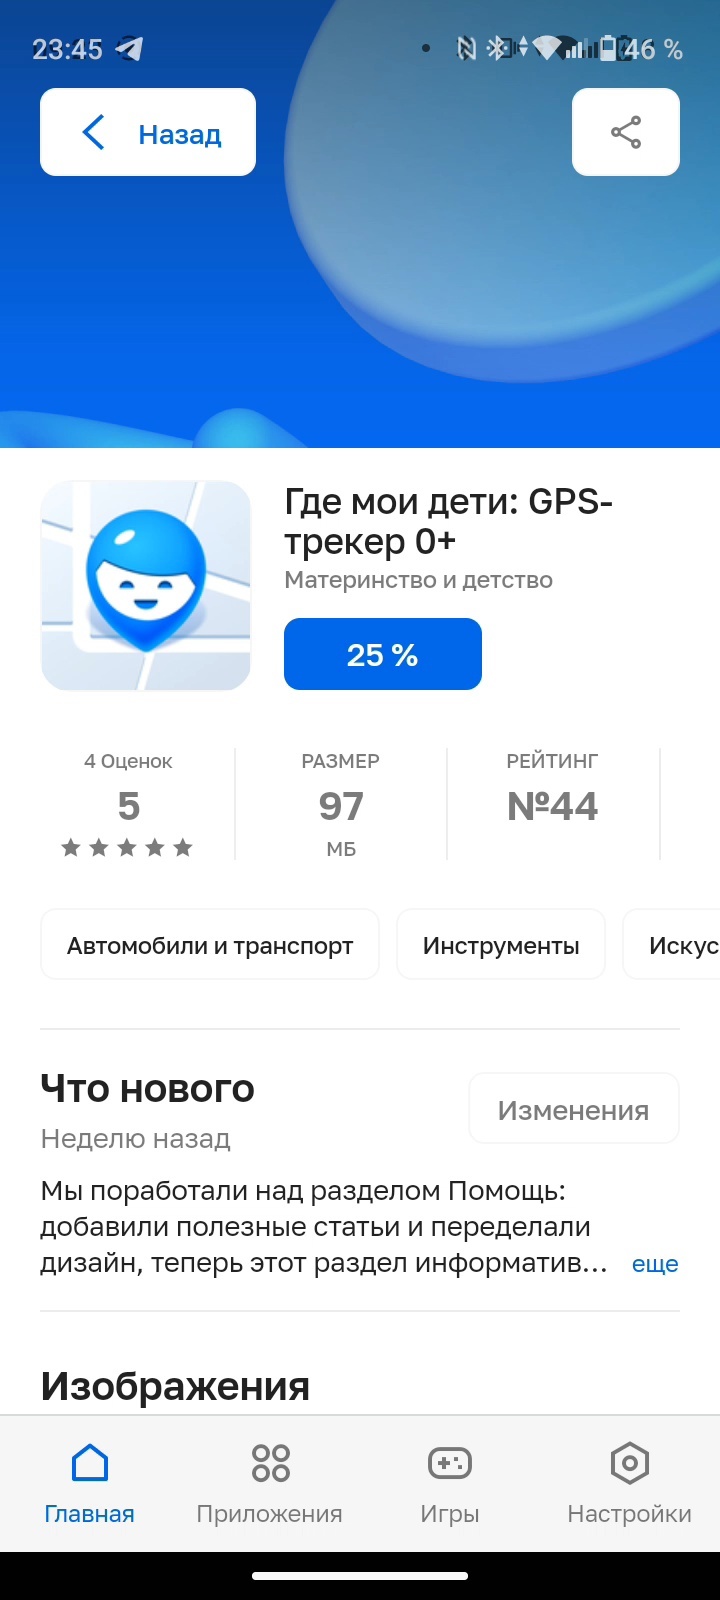 23:45
46 %
Назад
Где мои дети: GPS-
трекер 0+
Материнство и детство
25 %
4 Оценок
РАЗМЕР
РЕЙТИНГ
5
97
№44
МБ
Автомобили и транспорт
Инструменты
Искус
Что нового
Изменения
Неделю назад
Мы поработали над разделом Помощь:
добавили полезные статьи и переделали
дизайн, теперь этот раздел информатив... еще
Изображения
Главная
Приложения
Игры
Настройки